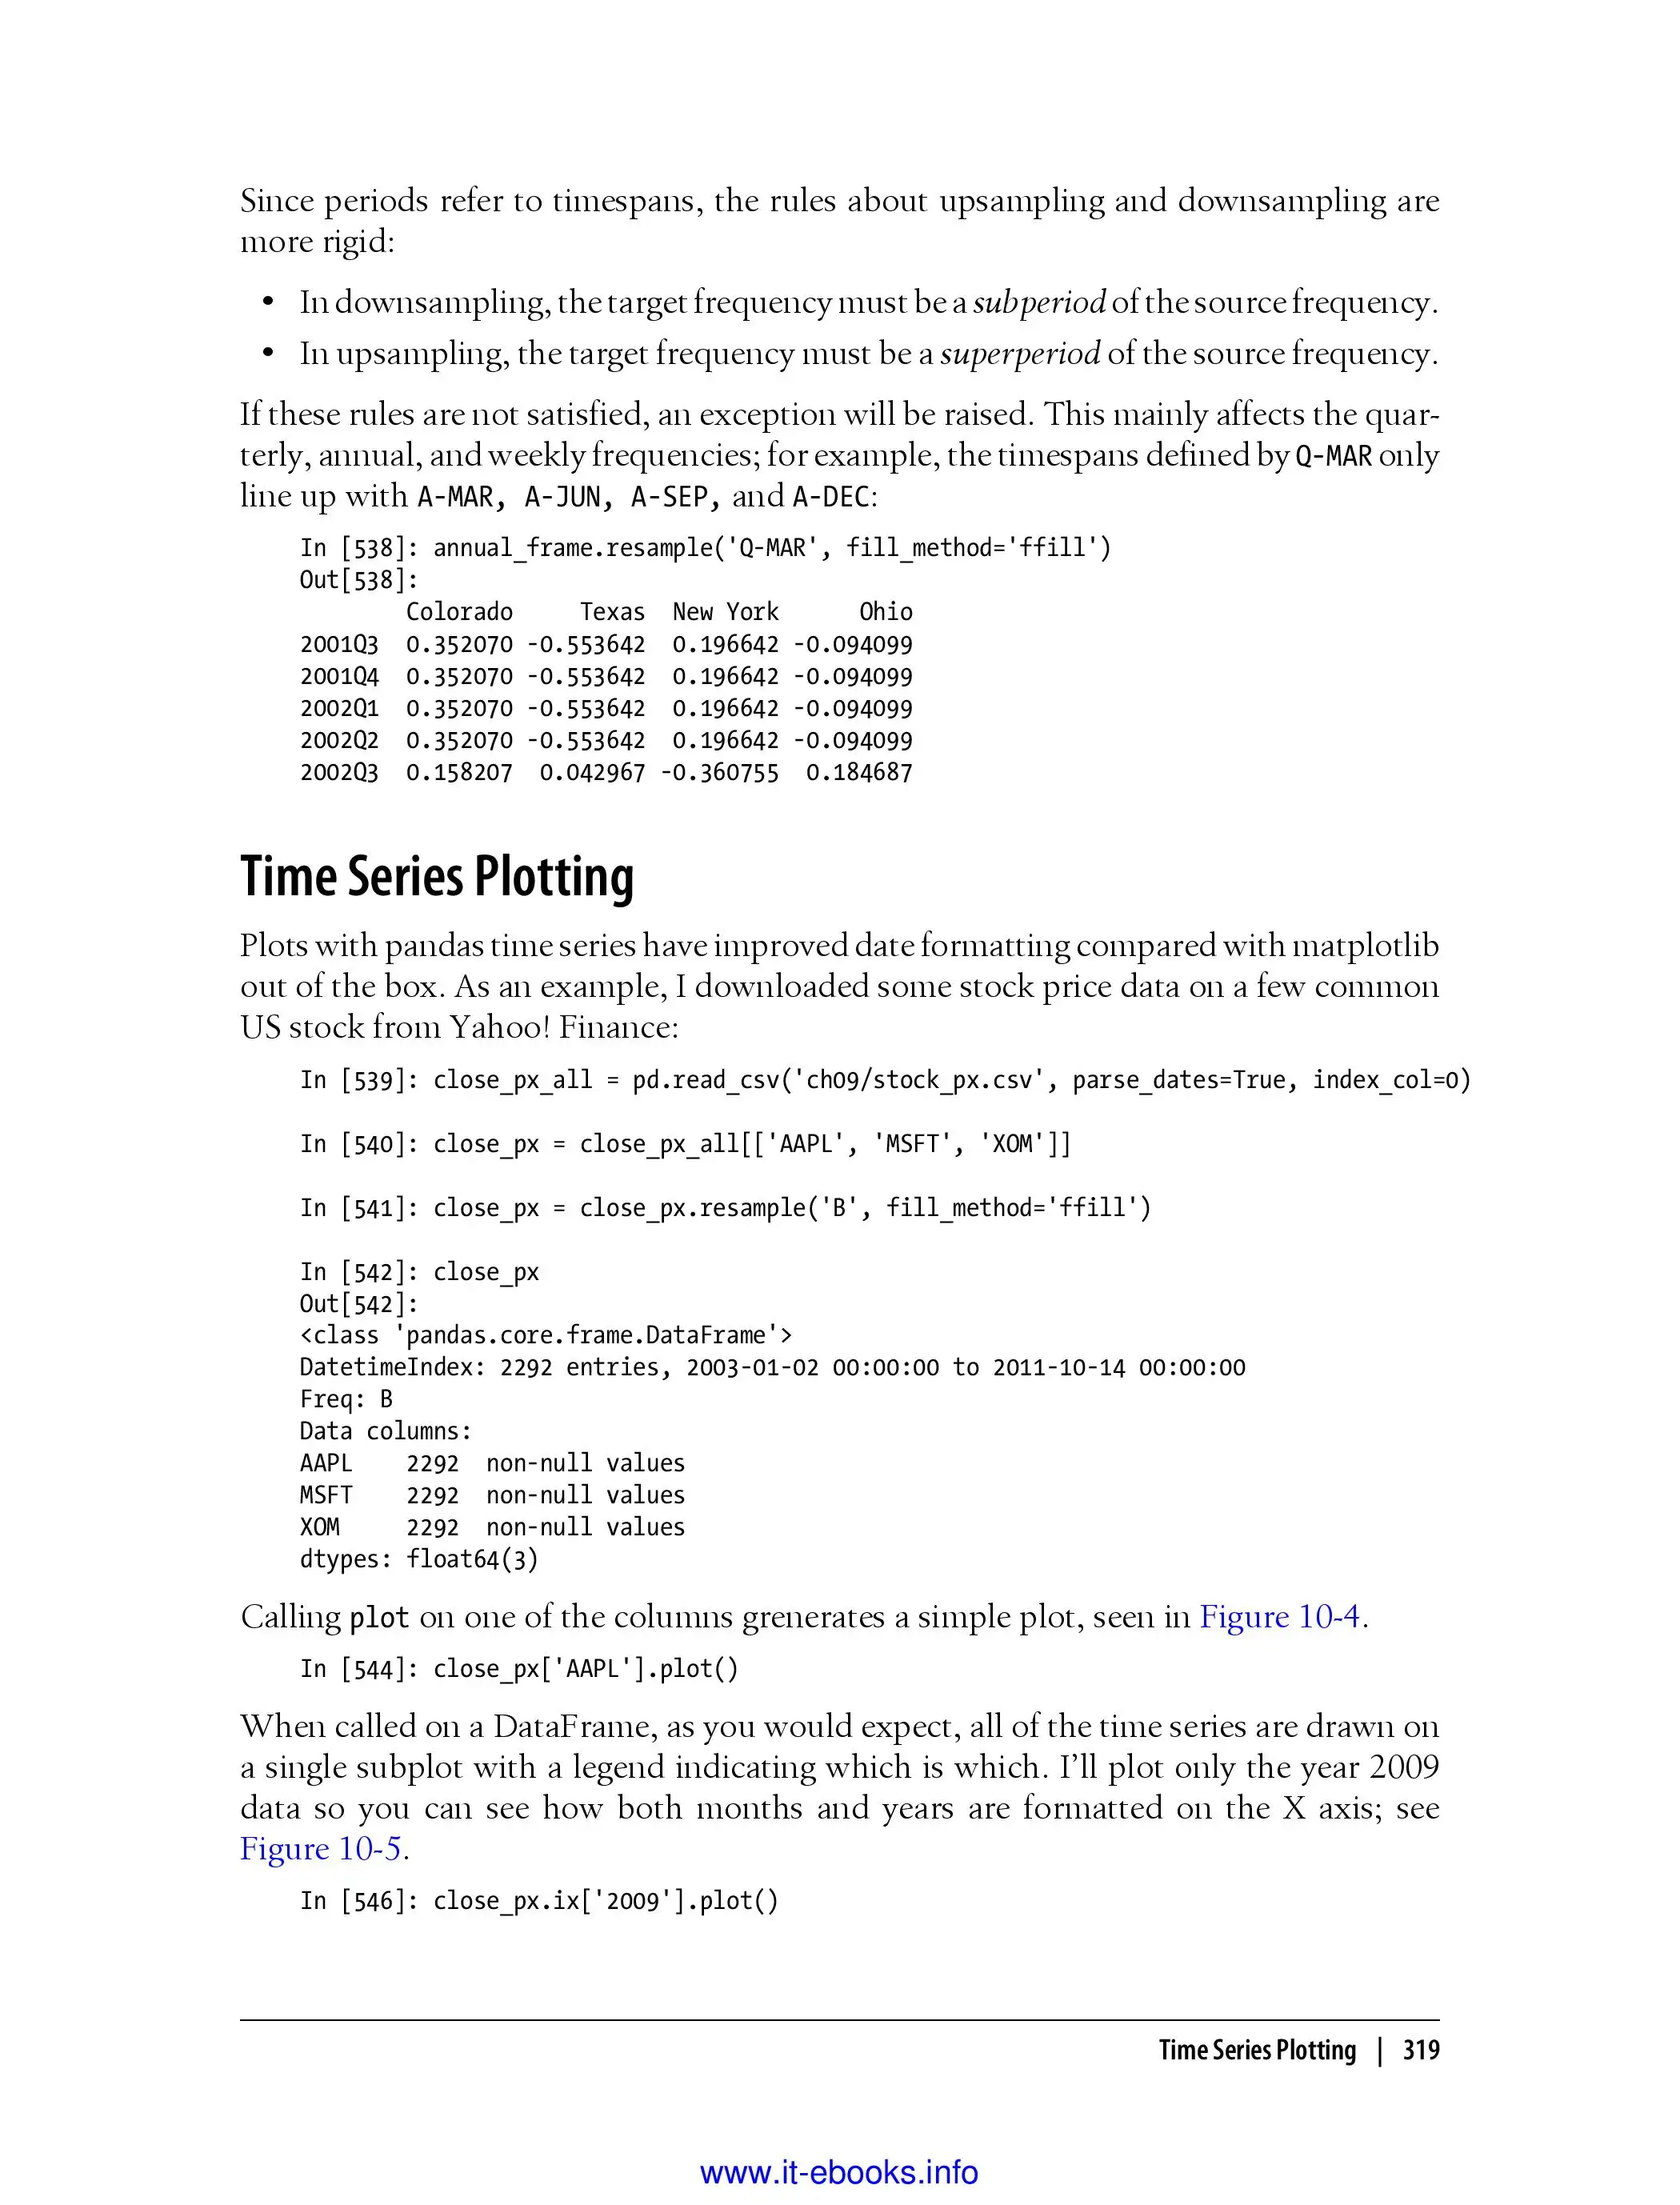 Since periods refer to timespans, the rules about upsampling and downsampling are
more rigid:
• In downsampling, the target frequency must be a subperiod of the source frequency.
• In upsampling, the target frequency must be a superperiod of the source frequency.
If these rules are not satisfied, an exception will be raised. This mainly affects the quar-
terly, annual, and weekly frequencies; for example, the timespans defined by Q-MAR only
line up with A-MAR, A-JUN, A-SEP, and A-DEC:
In [538]: annual_frame.resample('Q-MAR', fill_method='ffill')
Out[538]:
Colorado Texas New York Ohio
2001Q3 0.352070 -0.553642 0.196642 -0.094099
2001Q4 0.352070 -0.553642 0.196642 -0.094099
2002Q1 0.352070 -0.553642 0.196642 -0.094099
2002Q2 0.352070 -0.553642 0.196642 -0.094099
2002Q3 0.158207 0.042967 -0.360755 0.184687
Time Series Plotting
Plots with pandas time series have improved date formatting compared with matplotlib
out of the box. As an example, I downloaded some stock price data on a few common
US stock from Yahoo! Finance:
In [539]: close_px_all = pd.read_csv('ch09/stock_px.csv', parse_dates=True, index_col=0)
In [540]: close_px = close_px_all[['AAPL', 'MSFT', 'XOM']]
In [541]: close_px = close_px.resample('B', fill_method='ffill')
In [542]: close_px
Out[542]:
<class 'pandas.core.frame.DataFrame'>
DatetimeIndex: 2292 entries, 2003-01-02 00:00:00 to 2011-10-14 00:00:00
Freq: B
Data columns:
AAPL 2292 non-null values
MSFT 2292 non-null values
XOM 2292 non-null values
dtypes: float64(3)
Calling plot on one of the columns grenerates a simple plot, seen in Figure 10-4.
In [544]: close_px['AAPL'].plot()
When called on a DataFrame, as you would expect, all of the time series are drawn on
a single subplot with a legend indicating which is which. I'll plot only the year 2009
data so you can see how both months and years are formatted on the X axis; see
Figure 10-5.
In [546]: close_px.ix['2009'].plot()
Time Series Plotting | 319
www.it-ebooks.info